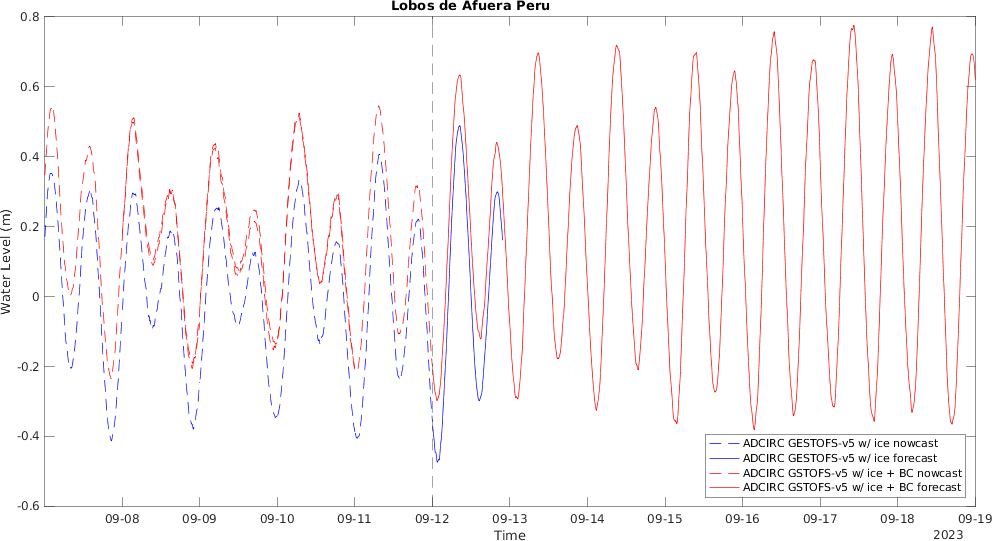 Lobos de Afuera Peru
Water Level (m)
0.8
0.6
0.4
0.2
0
-0.2
-0.4
-0.6
ADCIRC GESTOFS-v5 w/ ice nowcast
ADCIRC GESTOFS-v5 w/ ice forecast
ADCIRC GSTOFS-v5 w/ ice + BC nowcast
ADCIRC GSTOFS-v5 w/ ice + BC forecast
09-08 09-09 09-10 09-11 09-12 09-13 09-14 09-15 09-16 09-17 09-18 09-19
Time
2023